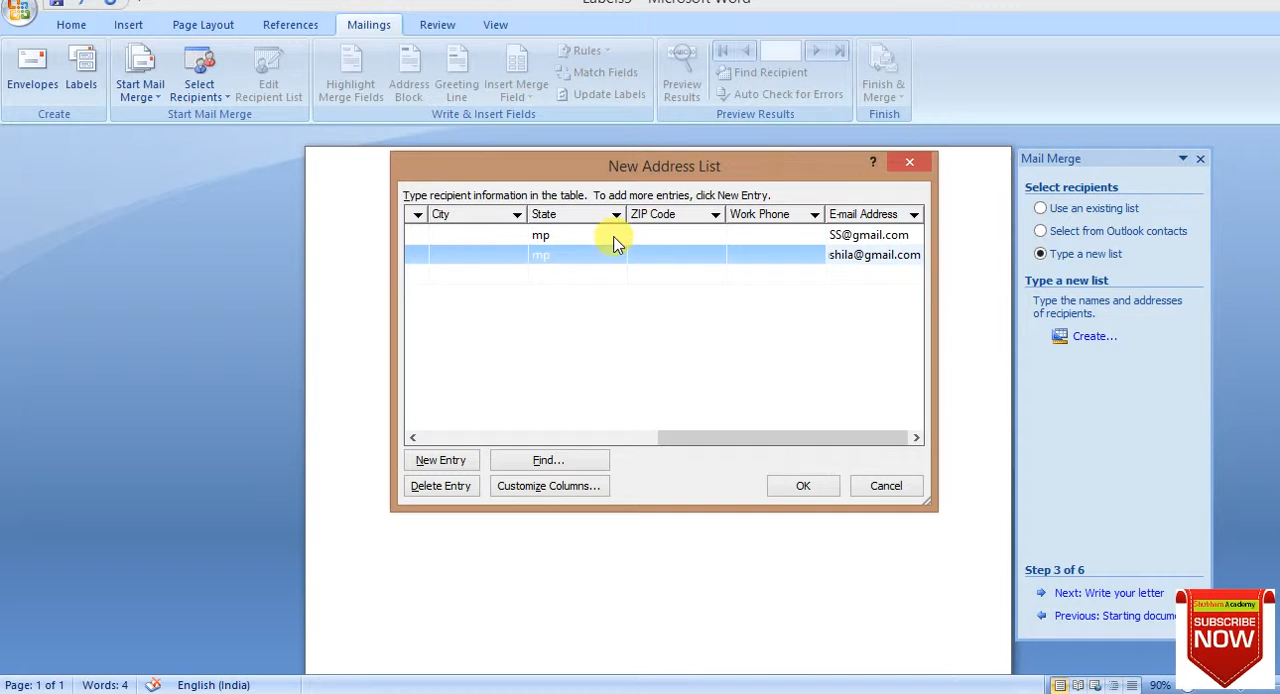 Labels5 - Microsoft Word
Home Insert Page Layout References Mailings Review View
Envelopes Labels Start Mail Merge Select Recipients Edit Recipient List Highlight Merge Fields Address Block Greeting Line Insert Merge Field Rules Match Fields Update Labels Preview Results ABC Find Recipient Auto Check for Errors Finish & Merge
Create Start Mail Merge Write & Insert Fields Preview Results Finish
New Address List ?
Type recipient information in the table. To add more entries, click New Entry.
City State ZIP Code Work Phone E-mail Address
mp SS@gmail.com
mp shila@gmail.com
New Entry Find...
Delete Entry Customize Columns... OK Cancel
Mail Merge
Select recipients
Use an existing list
Select from Outlook contacts
Type a new list
Type a new list
Type the names and addresses
of recipients.
Create...
Step 3 of 6
Next: Write your letter
Previous: Starting docum
Shubham Academy
SUBSCRIBE
NOW
Page: 1 of 1 Words: 4 English (India) 90%